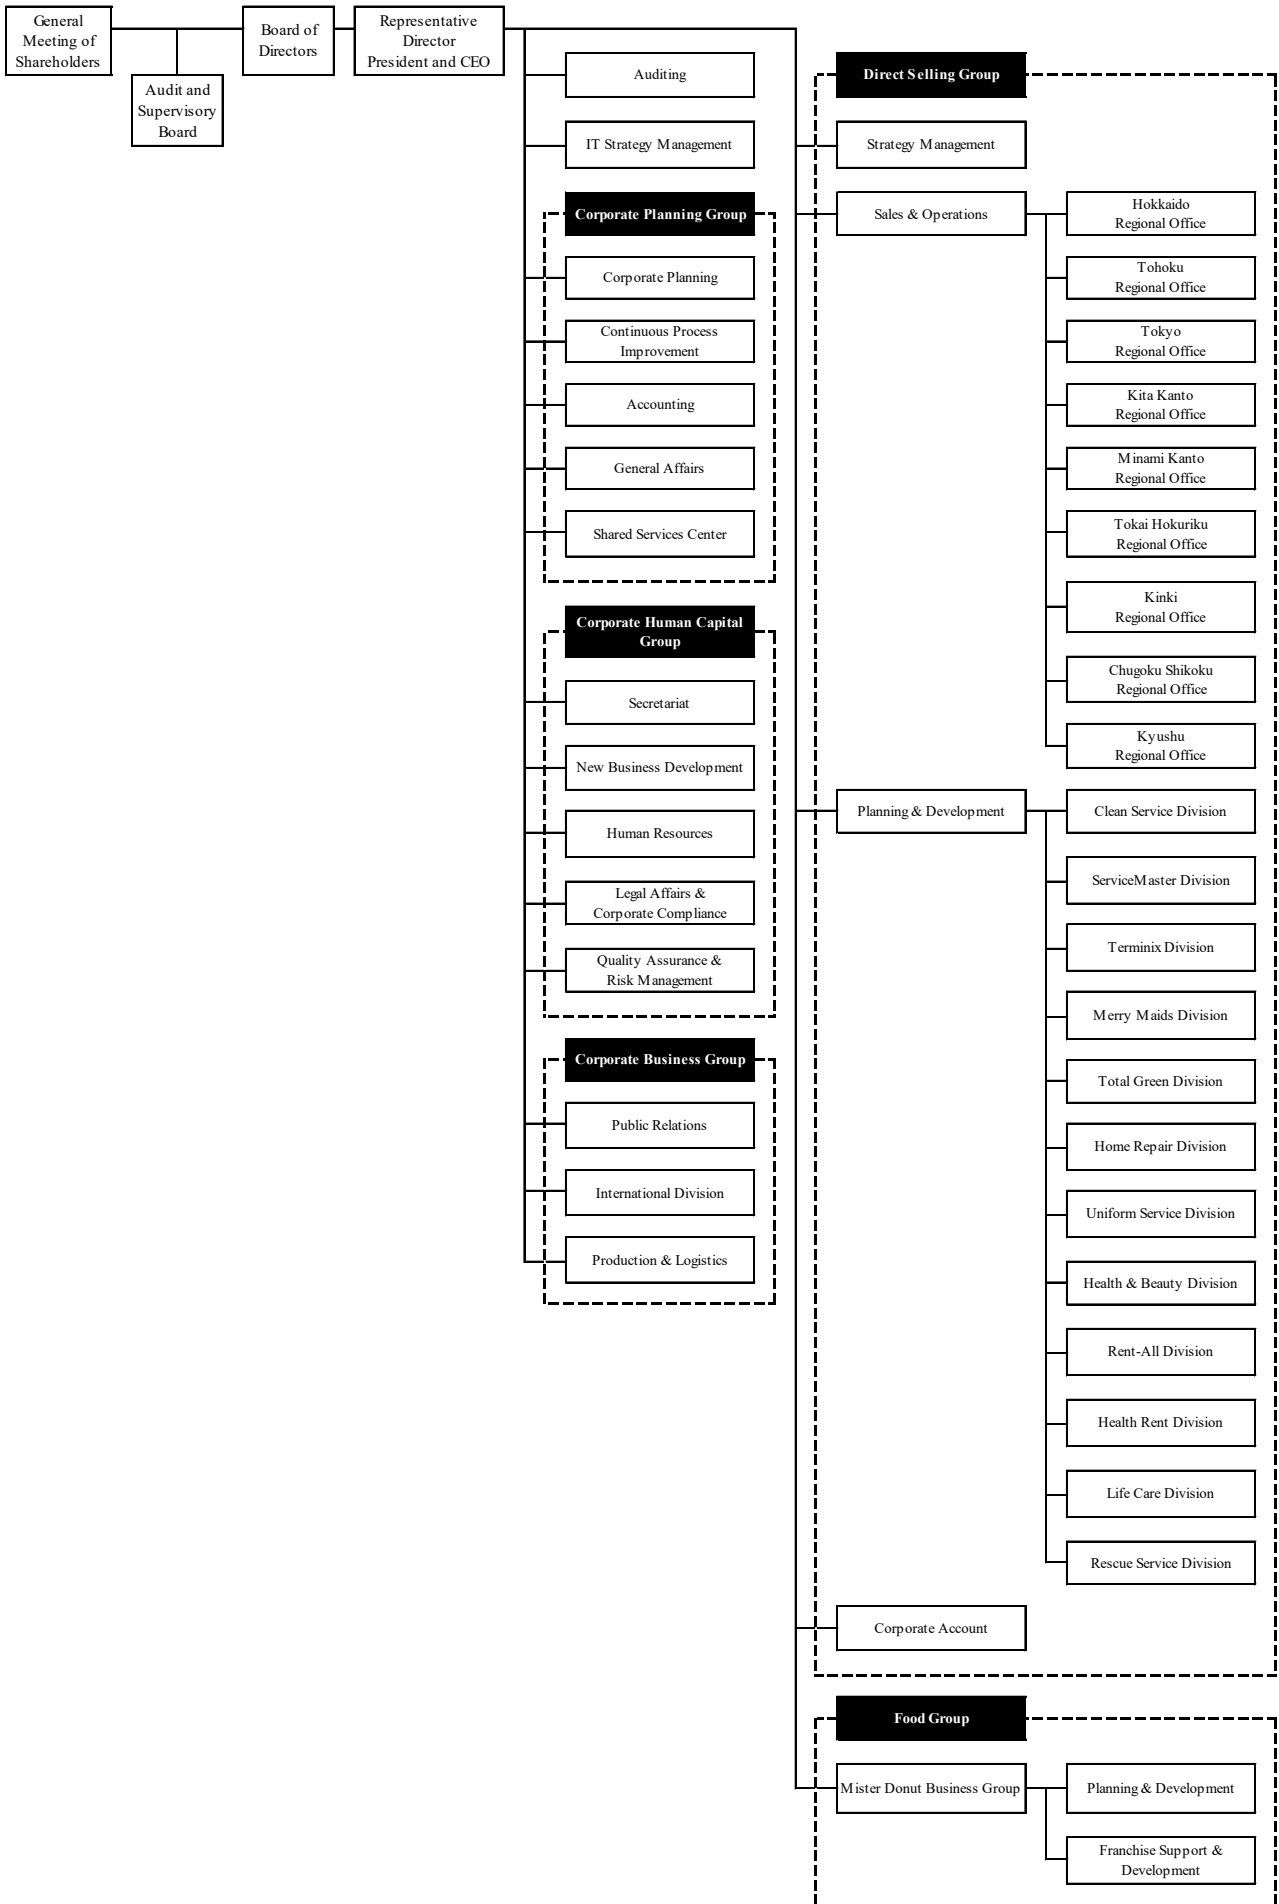 General
Meeting of
Shareholders
Audit and
Supervisory
Board
Board of
Directors
Representative
Director
President and CEO
Auditing
IT Strategy Management
Corporate Planning Group
Corporate Planning
Continuous Process
Improvement
Accounting
General Affairs
Shared Services Center
Corporate Human Capital
Group
Secretariat
New Business Development
Human Resources
Legal Affairs &
Corporate Compliance
Quality Assurance &
Risk Management
Corporate Business Group
Public Relations
International Division
Production & Logistics
Direct Selling Group
Strategy Management
Sales & Operations
Hokkaido
Regional Office
Tohoku
Regional Office
Tokyo
Regional Office
Kita Kanto
Regional Office
Minami Kanto
Regional Office
Tokai Hokuriku
Regional Office
Kinki
Regional Office
Chugoku Shikoku
Regional Office
Kyushu
Regional Office
Planning & Development
Clean Service Division
ServiceMaster Division
Terminix Division
Merry Maids Division
Total Green Division
Home Repair Division
Uniform Service Division
Health & Beauty Division
Rent-All Division
Health Rent Division
Life Care Division
Rescue Service Division
Corporate Account
Food Group
Mister Donut Business Group
Planning & Development
Franchise Support &
Development